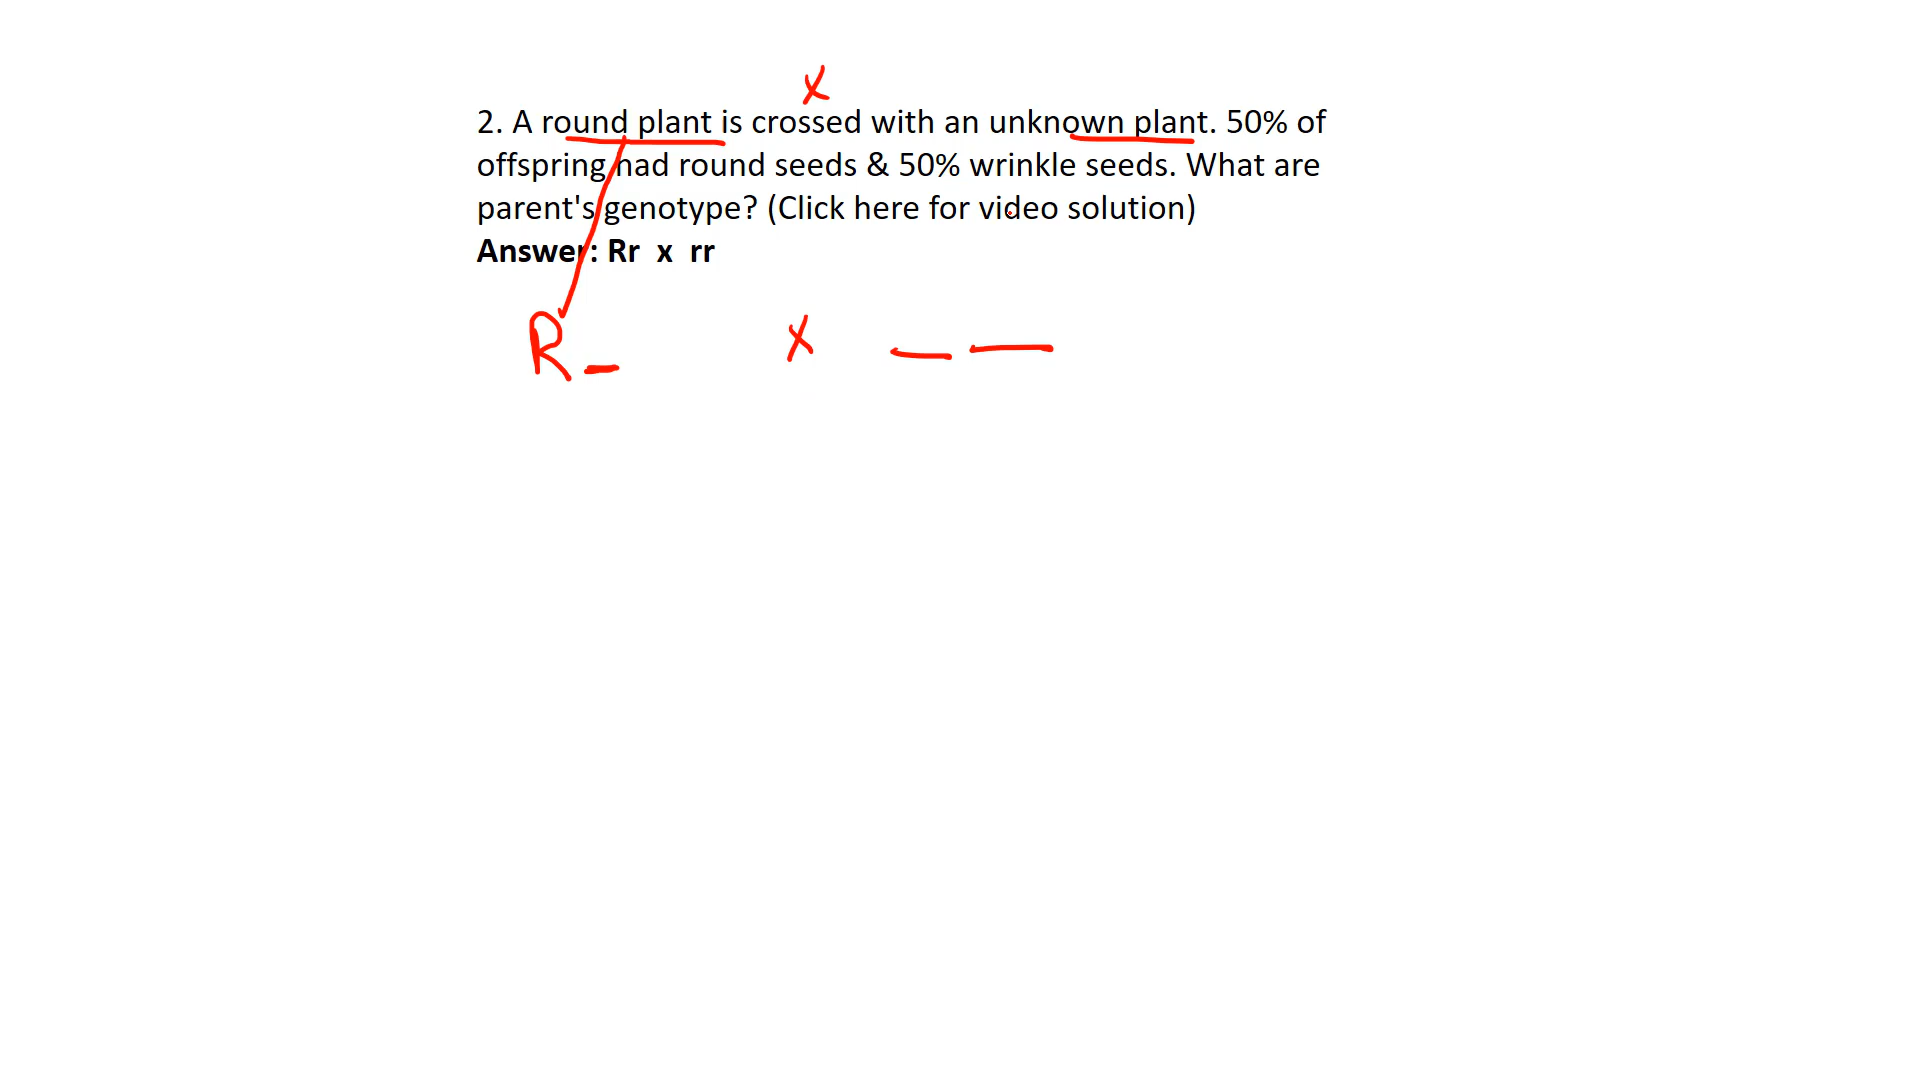 x
2. A round plant is crossed with an unknown plant. 50% of
offspring had round seeds & 50% wrinkle seeds. What are
parent's genotype? (Click here for video solution)
Answer: Rr x rr
R_ x _ _